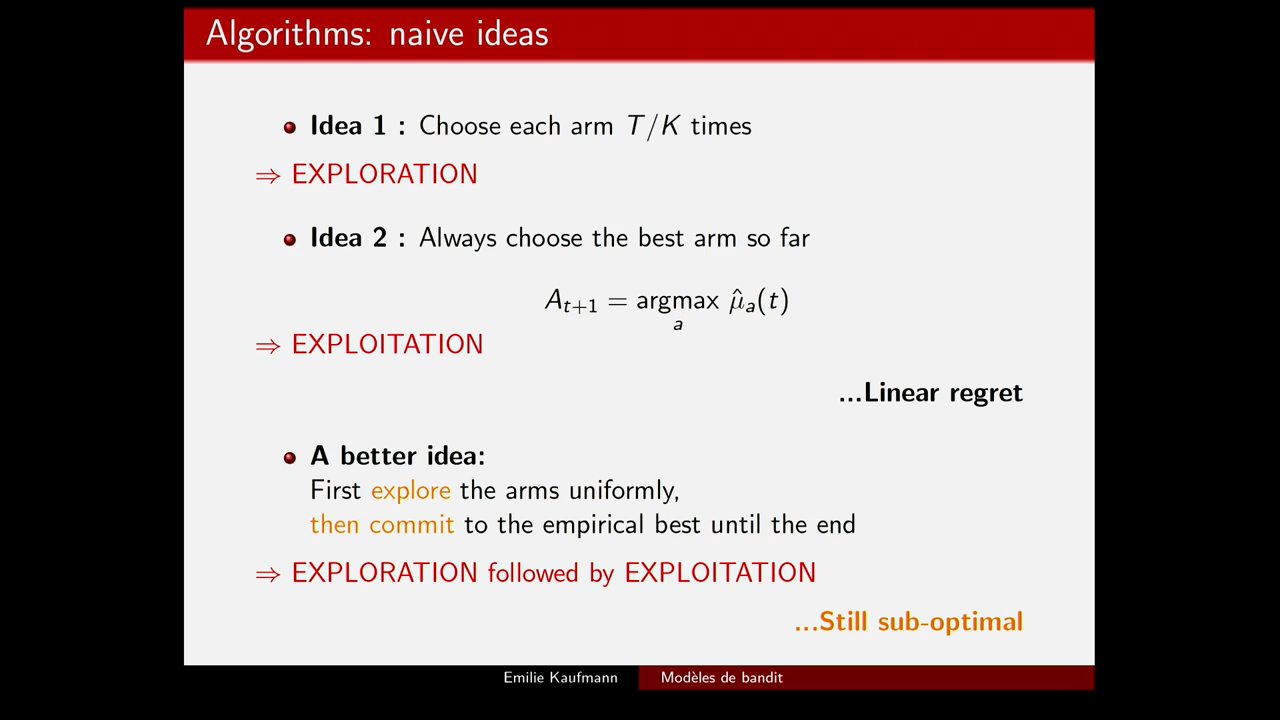 Algorithms: naive ideas
Idea 1 : Choose each arm T/K times
⇒ EXPLORATION
Idea 2 : Always choose the best arm so far
A_{t+1} = argmax_a μ̂_a(t)
⇒ EXPLOITATION
...Linear regret
A better idea:
First explore the arms uniformly,
then commit to the empirical best until the end
⇒ EXPLORATION followed by EXPLOITATION
...Still sub-optimal
Emilie Kaufmann Modèles de bandit